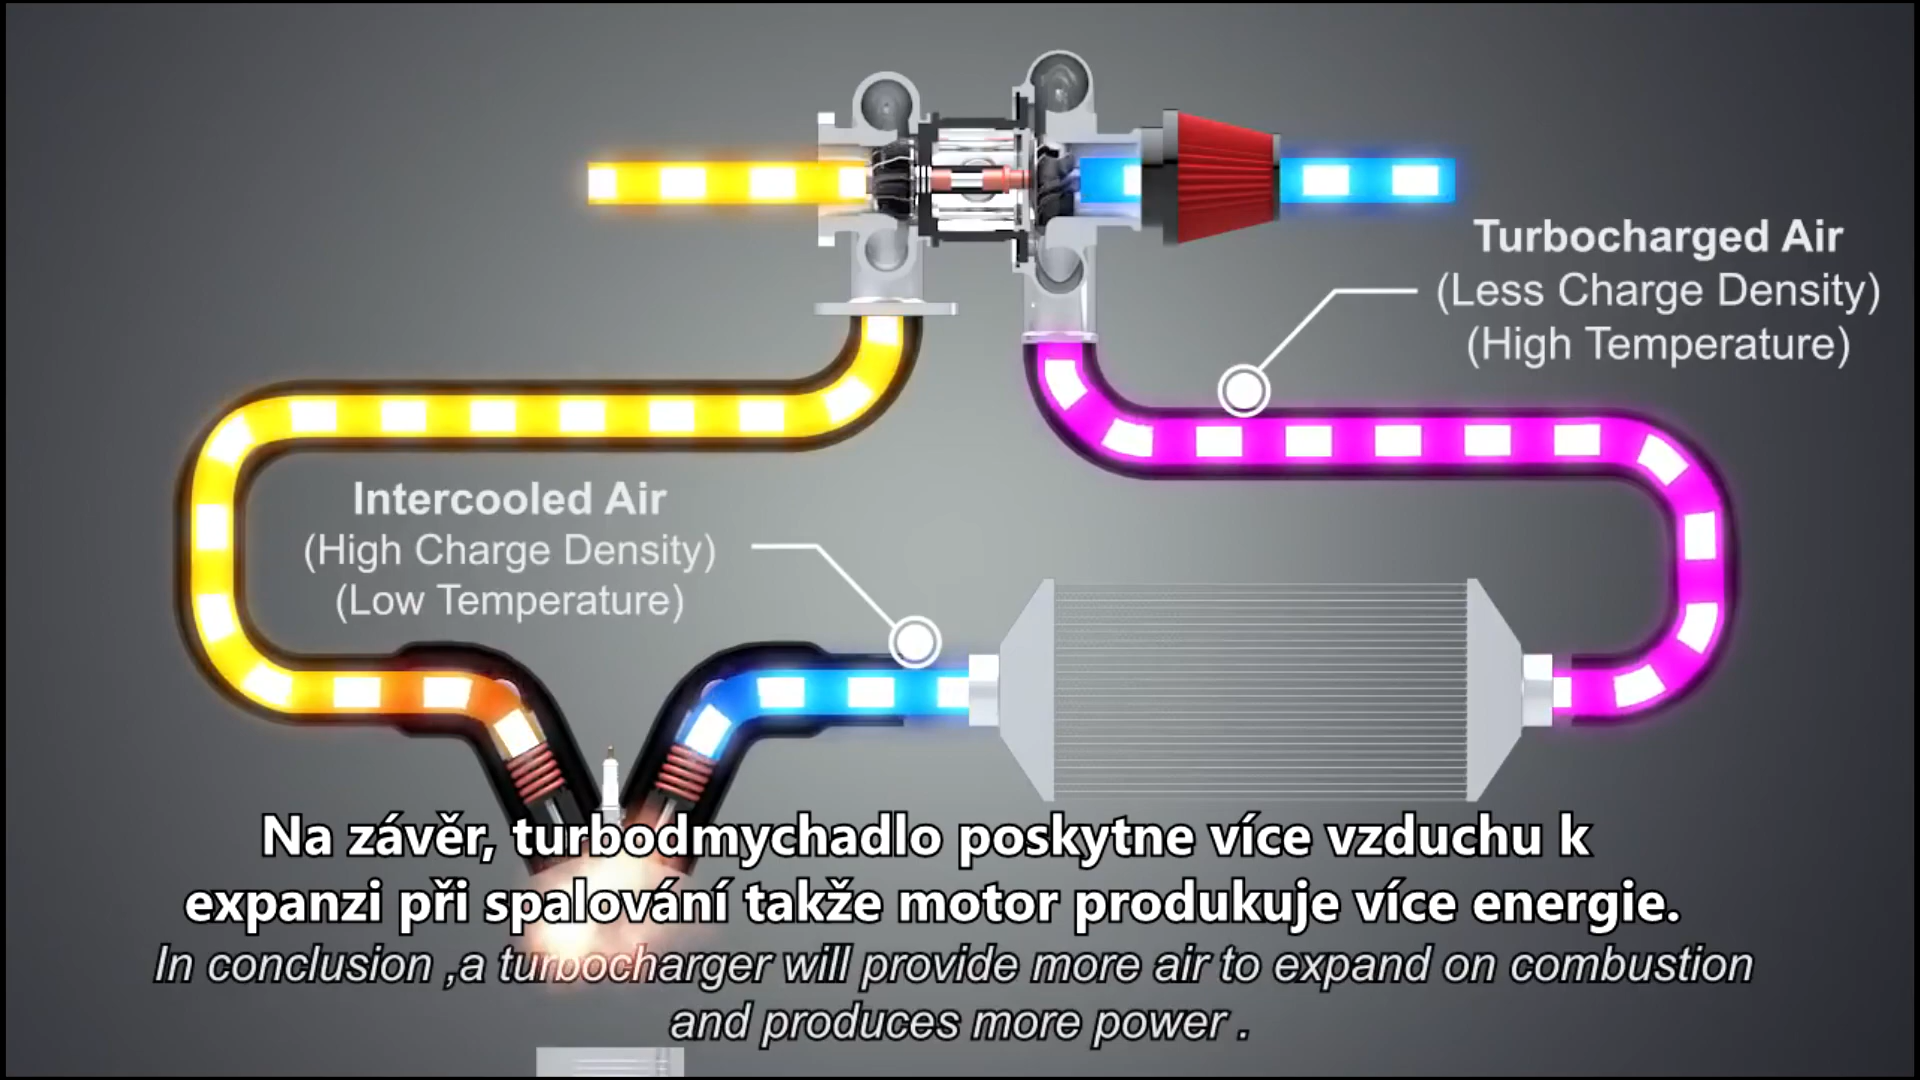 Turbocharged Air
(Less Charge Density)
(High Temperature)
Intercooled Air
(High Charge Density)
(Low Temperature)
Na závěr, turbodmychadlo poskytne více vzduchu k
expanzi při spalování takže motor produkuje více energie.
In conclusion ,a turbocharger will provide more air to expand on combustion
and produces more power .